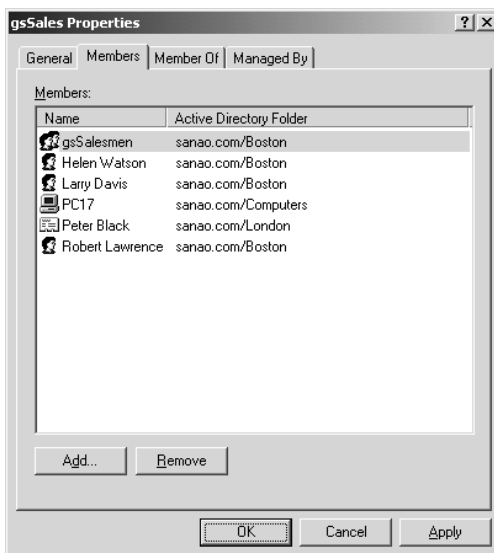 gsSales Properties
General Members Member Of Managed By
Members:
Name Active Directory Folder
gsSalesmen sanao.com/Boston
Helen Watson sanao.com/Boston
Larry Davis sanao.com/Boston
PC17 sanao.com/Computers
Peter Black sanao.com/London
Robert Lawrence sanao.com/Boston
Add... Remove
OK Cancel Apply